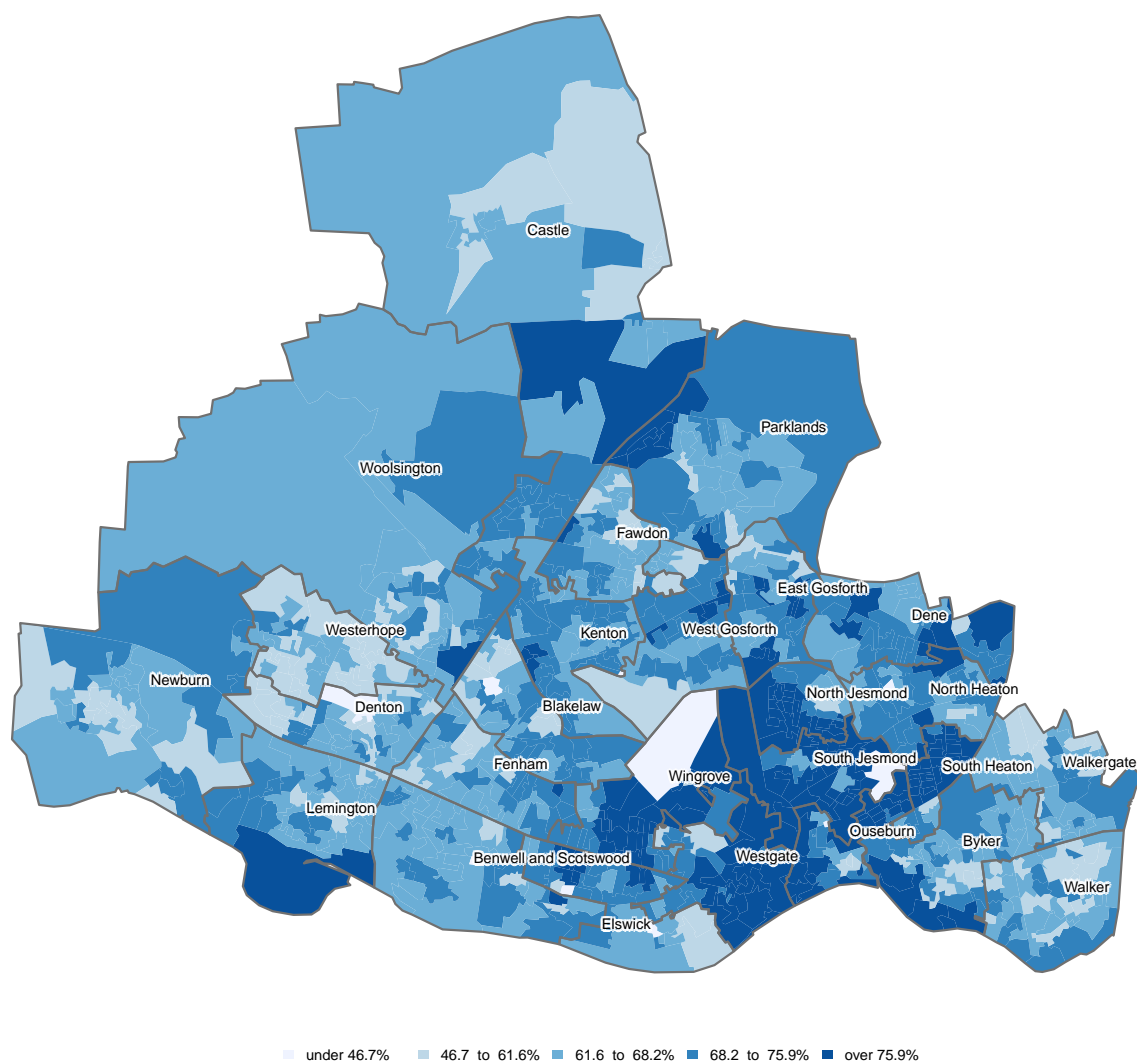 Castle
Parklands
Woolsington
Fawdon
East Gosforth
Dene
Westerhope
Kenton
West Gosforth
Newburn
North Jesmond
North Heaton
Denton
Blakelaw
South Jesmond
Fenham
Wingrove
South Heaton
Walkergate
Lemington
Ouseburn
Byker
Benwell and Scotswood
Westgate
Walker
Elswick
under 46.7% 46.7 to 61.6% 61.6 to 68.2% 68.2 to 75.9% over 75.9%